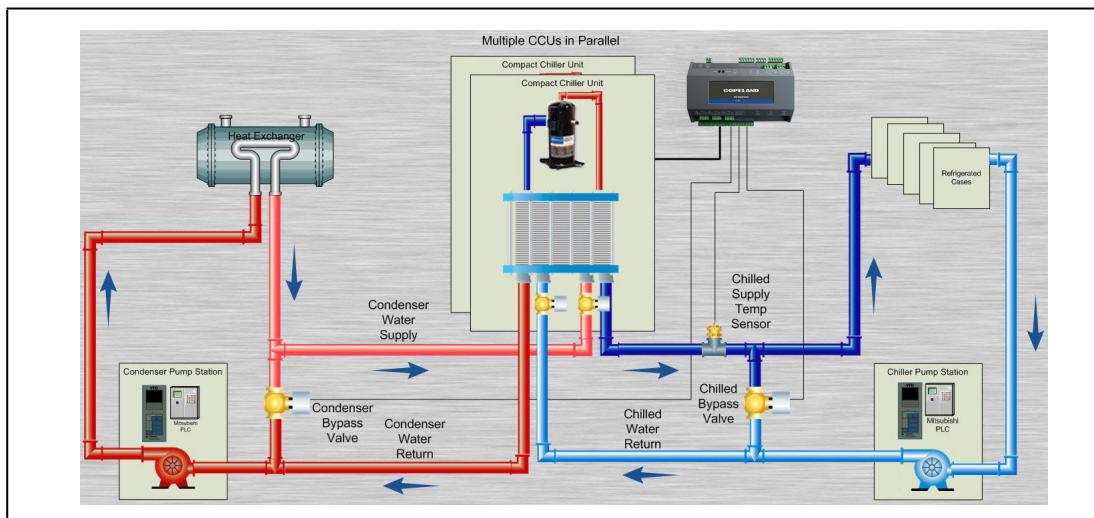 Multiple CCUs in Parallel
Compact Chiller Unit
Compact Chiller Unit
COPELAND
Heat Exchanger
Refrigerated
Cases
Condenser
Water
Supply
Chilled
Supply
Temp
Sensor
Condenser Pump Station
Mitsubishi
PLC
Condenser
Bypass
Valve
Condenser
Water
Return
Chilled
Water
Return
Chilled
Bypass
Valve
Chiller Pump Station
Mitsubishi
PLC